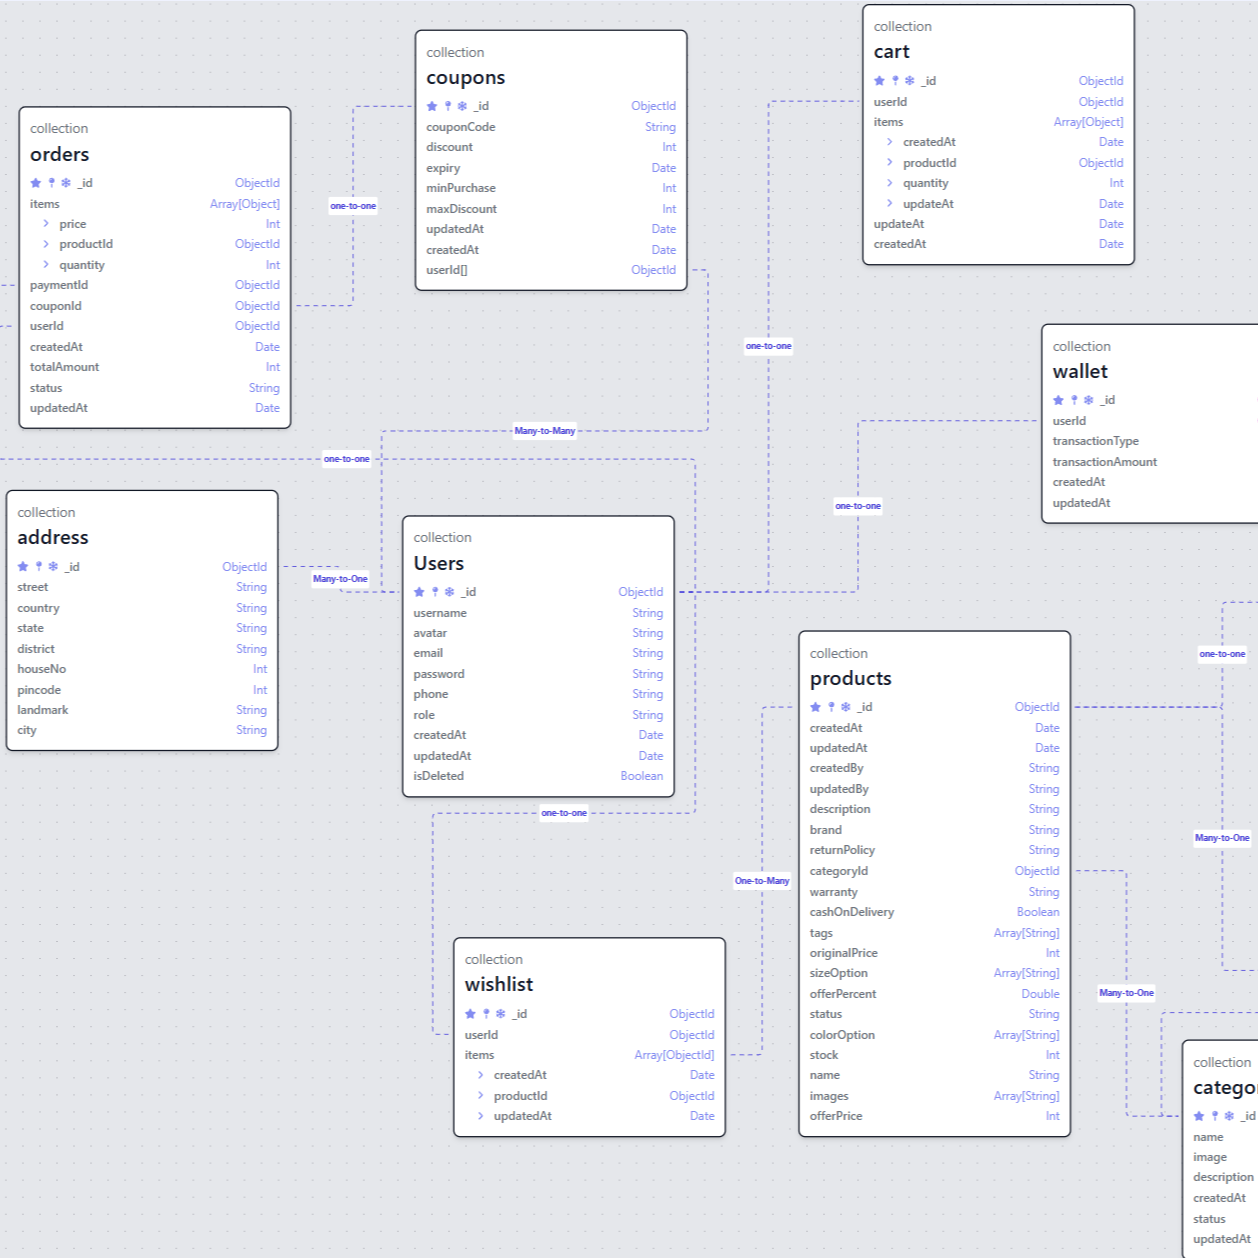 collection
orders
_id ObjectId
items Array[Object]
price Int
productId ObjectId
quantity Int
paymentId ObjectId
couponId ObjectId
userId ObjectId
createdAt Date
totalAmount Int
status String
updatedAt Date
one-to-one
collection
coupons
_id ObjectId
couponCode String
discount Int
expiry Date
minPurchase Int
maxDiscount Int
updatedAt Date
createdAt Date
userId[] ObjectId
collection
cart
_id ObjectId
userId ObjectId
items Array[Object]
createdAt Date
productId ObjectId
quantity Int
updateAt Date
updateAt Date
createdAt Date
one-to-one
collection
wallet
_id
userId
transactionType
transactionAmount
createdAt
updatedAt
Many-to-Many
one-to-one
one-to-one
collection
address
_id ObjectId
street String
country String
state String
district String
houseNo Int
pincode Int
landmark String
city String
Many-to-One
collection
Users
_id ObjectId
username String
avatar String
email String
password String
phone String
role String
createdAt Date
updatedAt Date
isDeleted Boolean
one-to-one
collection
products
_id ObjectId
createdAt Date
updatedAt Date
createdBy String
updatedBy String
description String
brand String
returnPolicy String
categoryId ObjectId
warranty String
cashOnDelivery Boolean
tags Array[String]
originalPrice Int
sizeOption Array[String]
offerPercent Double
status String
colorOption Array[String]
stock Int
name String
images Array[String]
offerPrice Int
one-to-one
Many-to-One
One-to-Many
Many-to-One
collection
wishlist
_id ObjectId
userId ObjectId
items Array[ObjectId]
createdAt Date
productId ObjectId
updatedAt Date
collection
catego
_id
name
image
description
createdAt
status
updatedAt